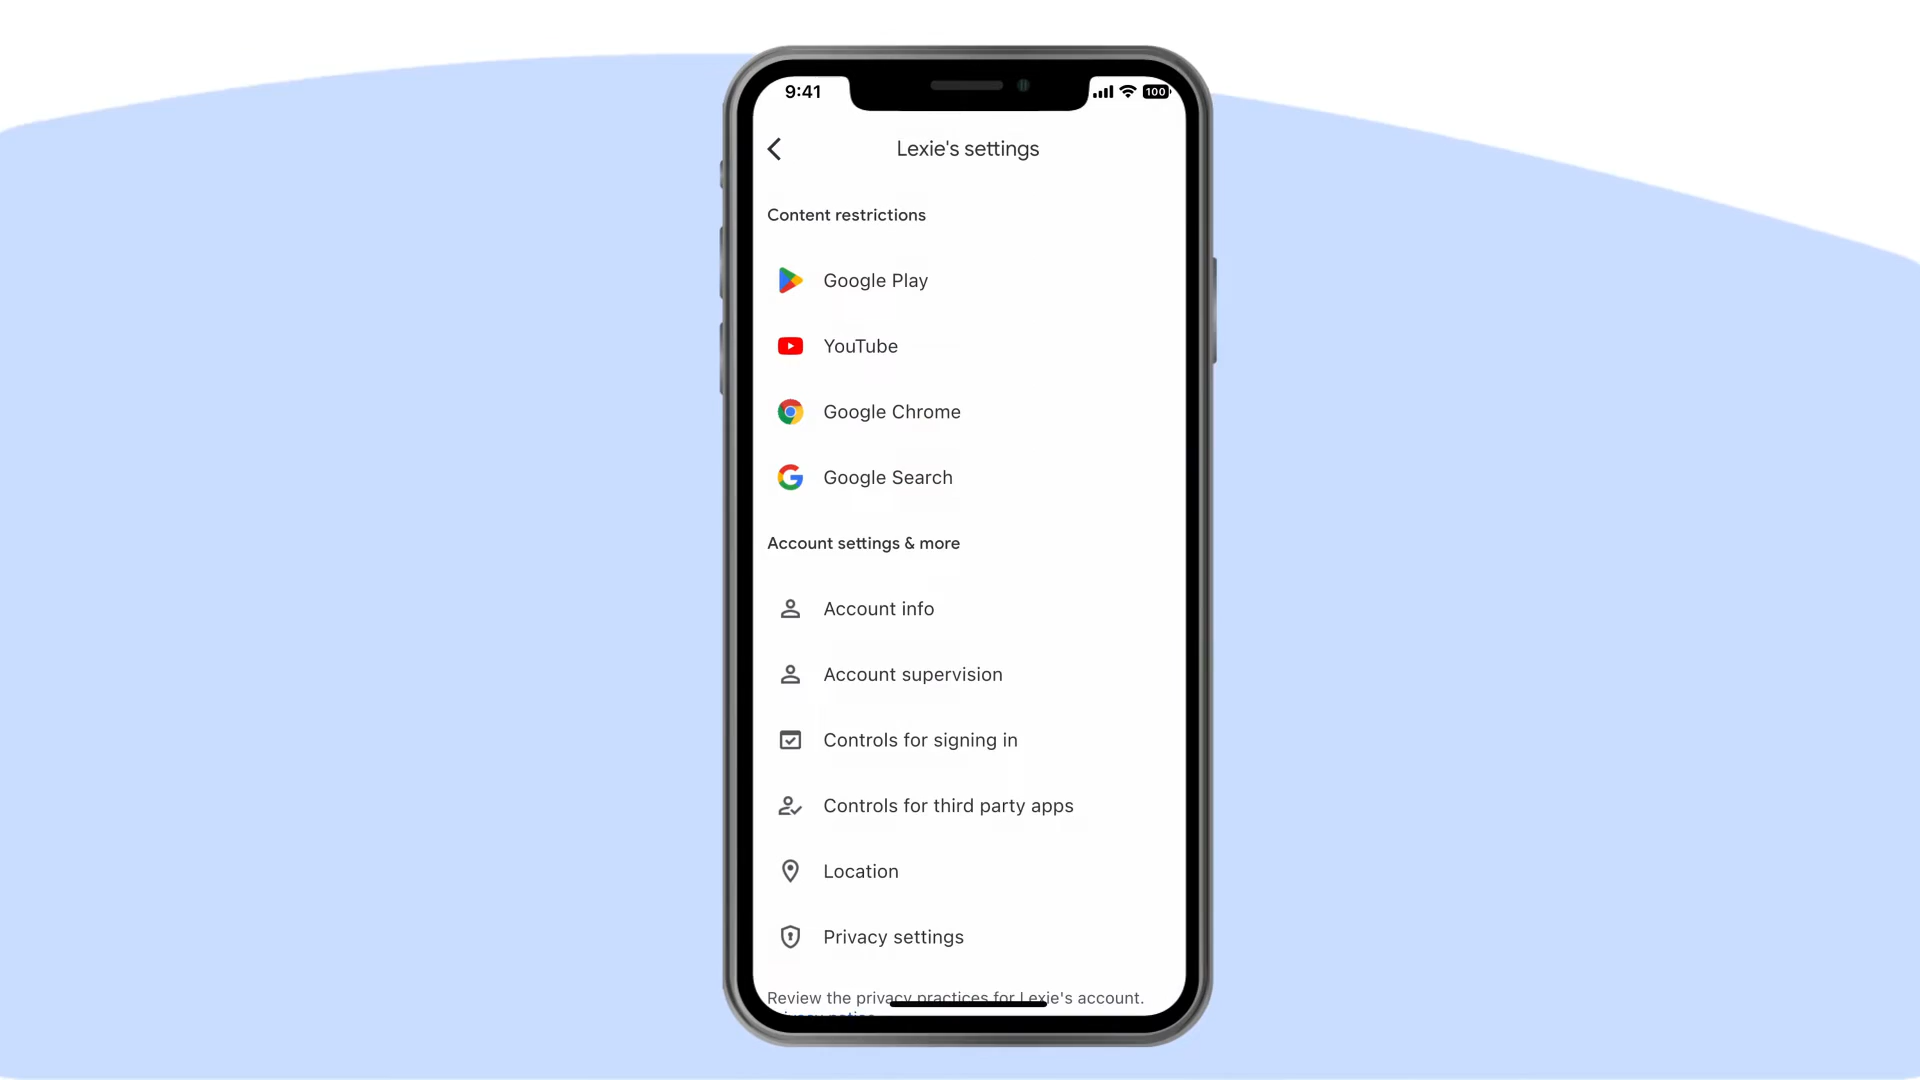 9:41
100
Lexie's settings
Content restrictions
Google Play
YouTube
Google Chrome
Google Search
Account settings & more
Account info
Account supervision
Controls for signing in
Controls for third party apps
Location
Privacy settings
Review the privacy practices for Lexie's account.